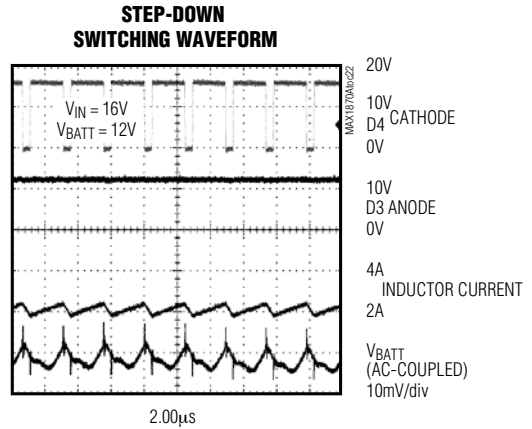 STEP-DOWN
SWITCHING WAVEFORM
V_IN = 16V
V_BATT = 12V
MAX1870Atoc22
20V
10V
D4 CATHODE
0V
10V
D3 ANODE
0V
4A
INDUCTOR CURRENT
2A
V_BATT
(AC-COUPLED)
10mV/div
2.00μs